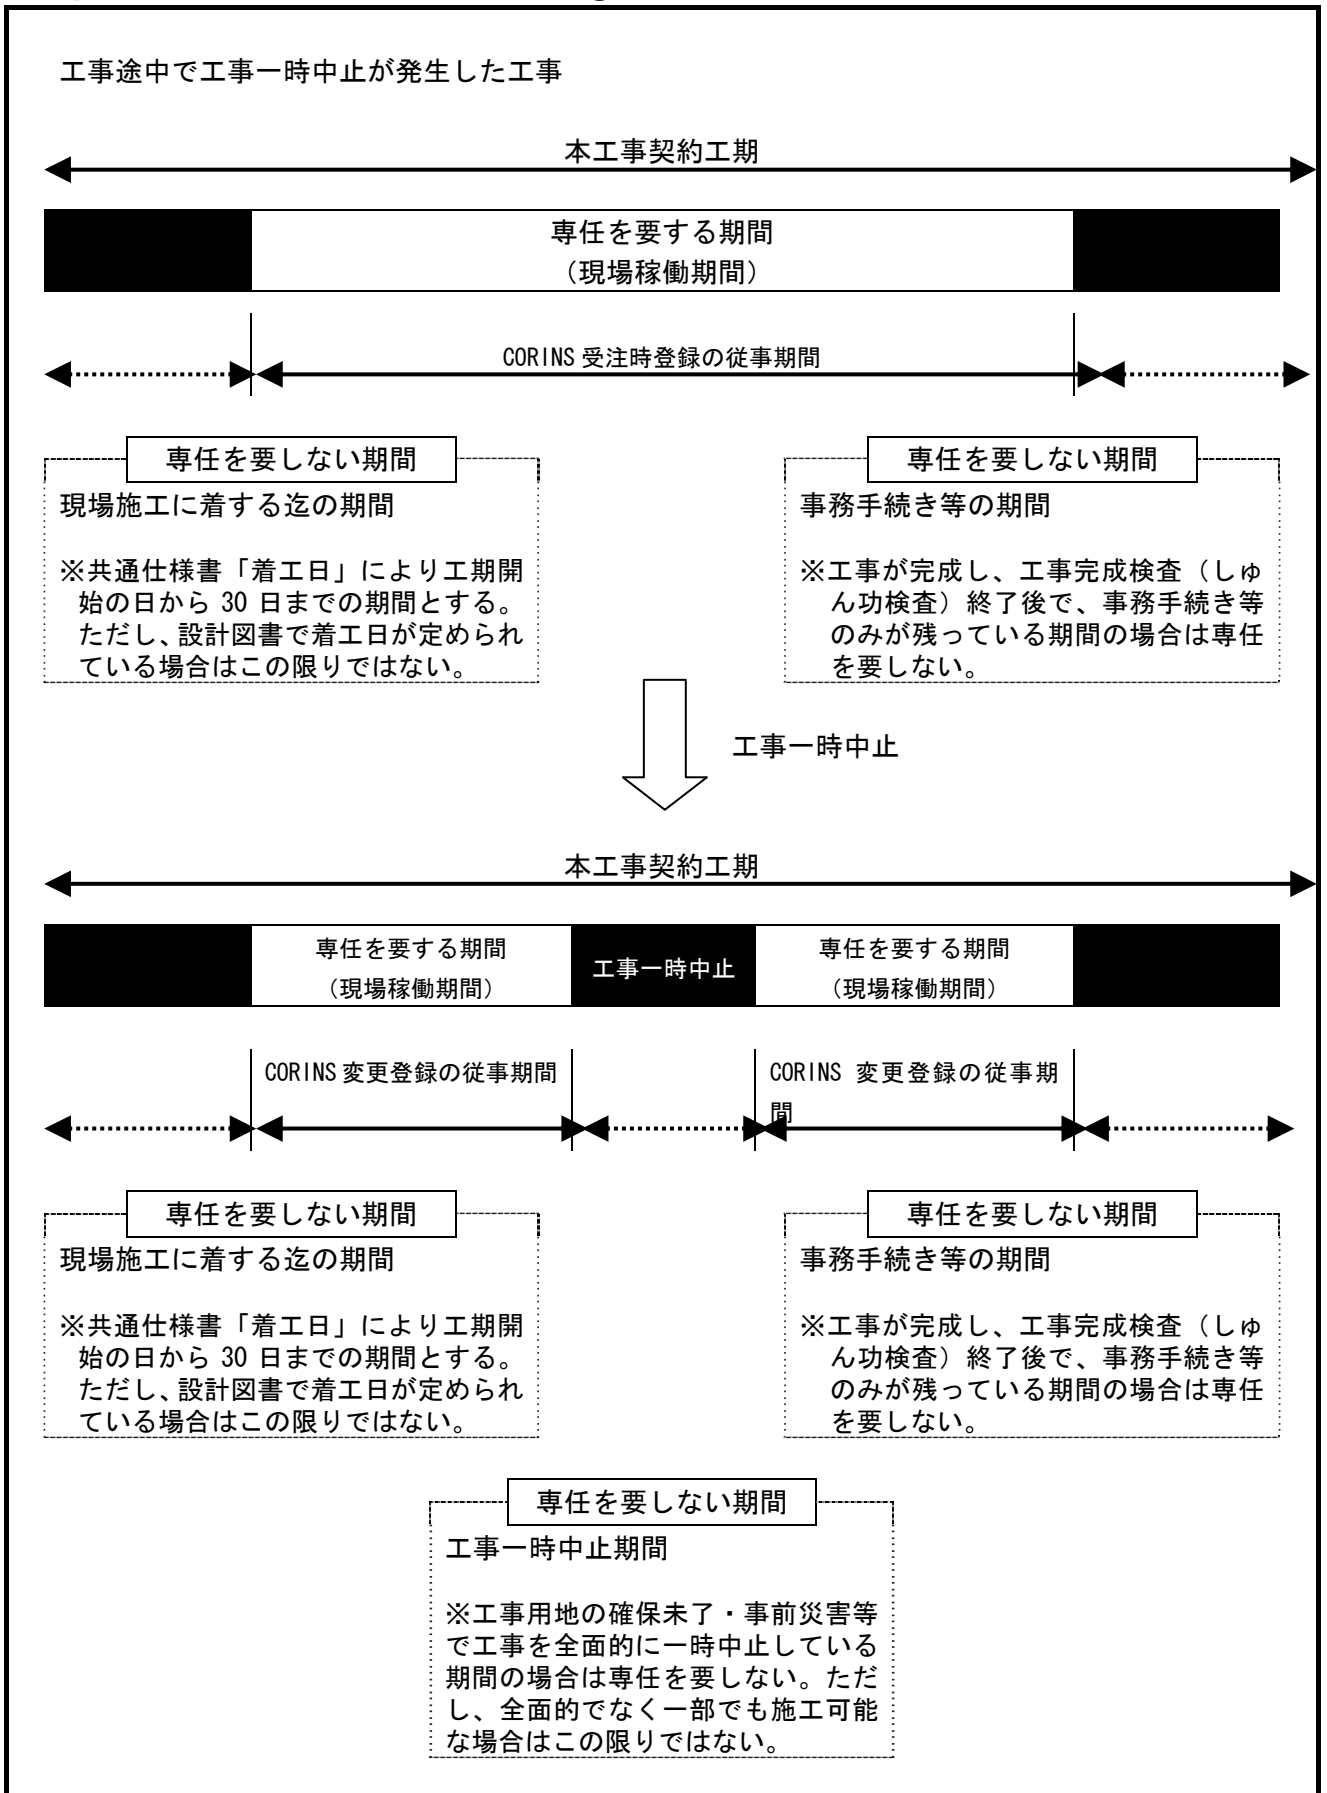 工事途中で工事一時中止が発生した工事
本工事契約工期
専任を要する期間
（現場稼働期間）
CORINS 受注時登録の従事期間
専任を要しない期間
現場施工に着する迄の期間
※共通仕様書「着工日」により工期開
始の日から 30 日までの期間とする。
ただし、設計図書で着工日が定められ
ている場合はこの限りではない。
専任を要しない期間
事務手続き等の期間
※工事が完成し、工事完成検査（しゅ
ん功検査）終了後で、事務手続き等
のみが残っている期間の場合は専任
を要しない。
工事一時中止
本工事契約工期
専任を要する期間
（現場稼働期間）
工事一時中止
専任を要する期間
（現場稼働期間）
CORINS 変更登録の従事期間
CORINS 変更登録の従事期
間
専任を要しない期間
現場施工に着する迄の期間
※共通仕様書「着工日」により工期開
始の日から 30 日までの期間とする。
ただし、設計図書で着工日が定められ
ている場合はこの限りではない。
専任を要しない期間
事務手続き等の期間
※工事が完成し、工事完成検査（しゅ
ん功検査）終了後で、事務手続き等
のみが残っている期間の場合は専任
を要しない。
専任を要しない期間
工事一時中止期間
※工事用地の確保未了・事前災害等
で工事を全面的に一時中止している
期間の場合は専任を要しない。ただ
し、全面的でなく一部でも施工可能
な場合はこの限りではない。